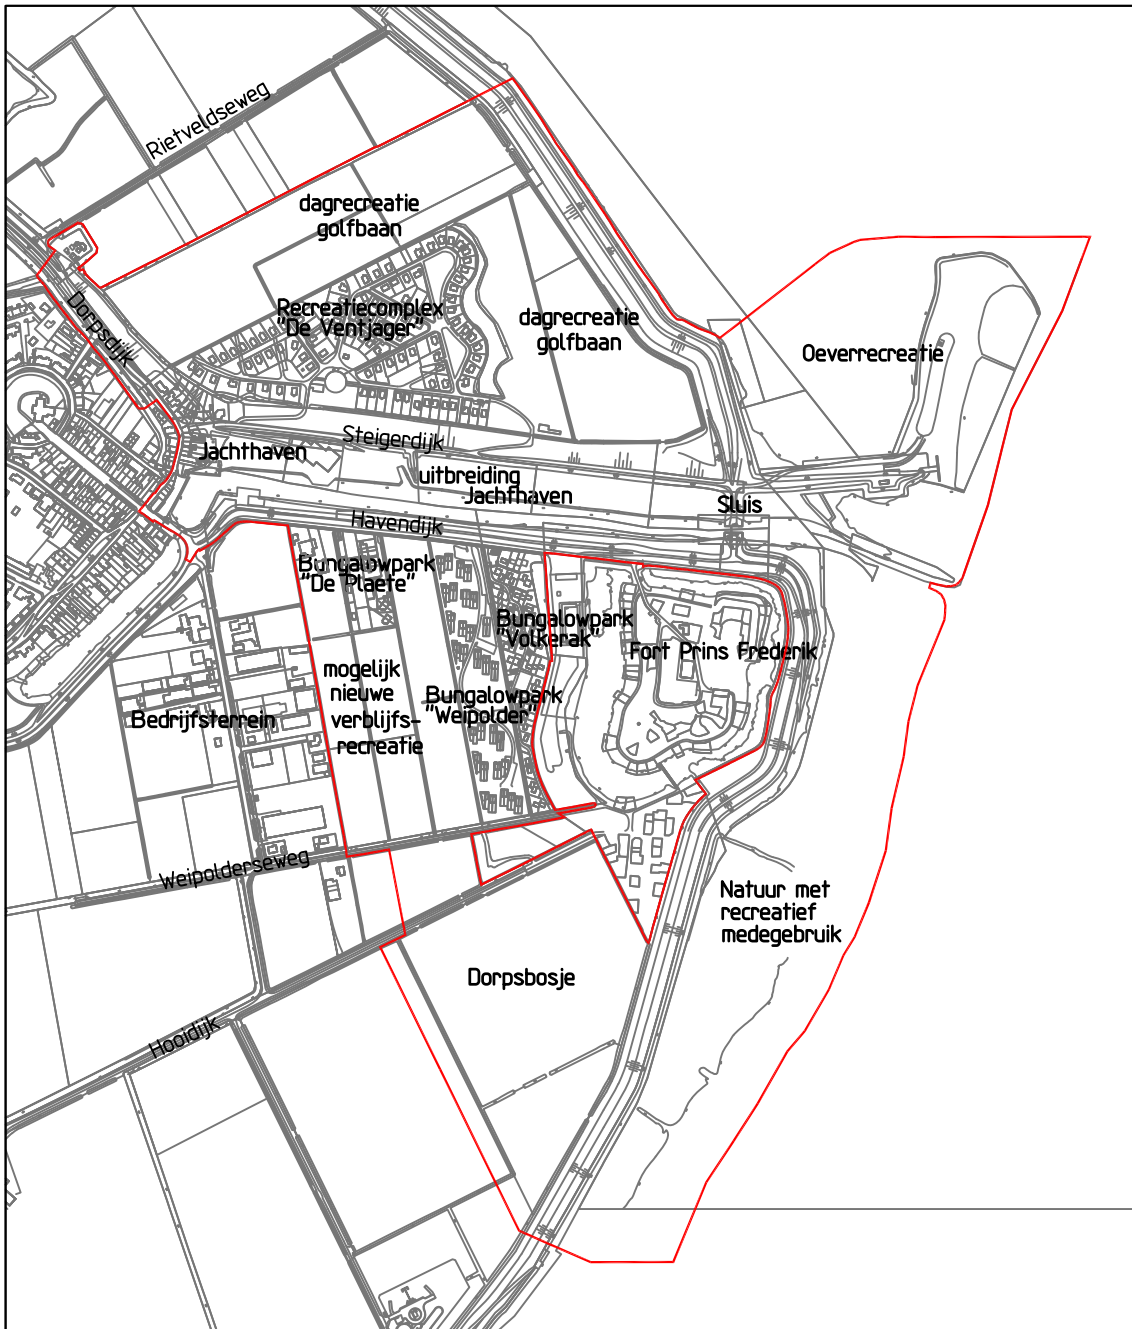 Rietveldseweg
dagrecreatie
golfbaan
Dorpsdijk
Recreatiecomplex
"De Ventjager"
dagrecreatie
golfbaan
Oeverrecreatie
Steigerdijk
Jachthaven
uitbreiding
Jachfhaven
Sluis
Havendijk
Bungalowpark
"De Plaete"
Bungalowpark
"Volkerak"
Fort Prins Frederik
mogelijk
nieuwe
verblijfs-
recreatie
Bungalowpark
"Weipolder"
Bedrijfsterrein
Weipolderseweg
Natuur met
recreatief
medegebruik
Dorpsbosje
Hooidijk